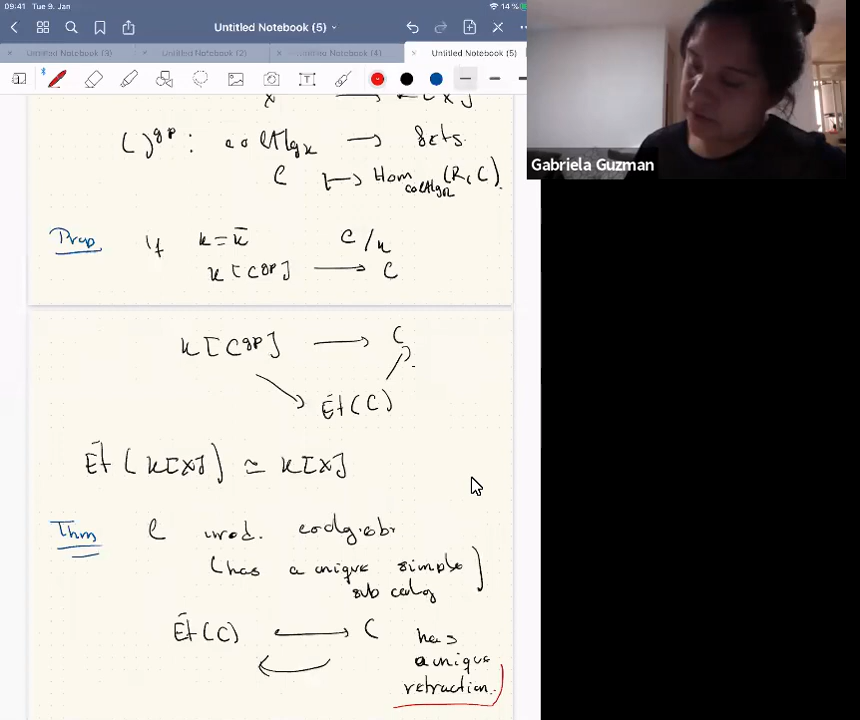 09:41 Tue 9. Jan
14%
Untitled Notebook (5)
Untitled Notebook (3)
Untitled Notebook (2)
Untitled Notebook (4)
Untitled Notebook (5)
Gabriela Guzman
x → K[X]
( )^gp : coAlg_k → Sets.
C ↦ Hom_coAlg_k (k, C).
Prop If k = k̄ C/k
k[C^gp] → C
k[C^gp] → C
Ét(C)
Ét(k[X]) ≃ k[X]
Thm C irred. coalgebr
(has a unique simple
sub coalg)
Ét(C) C has
a unique
retraction.